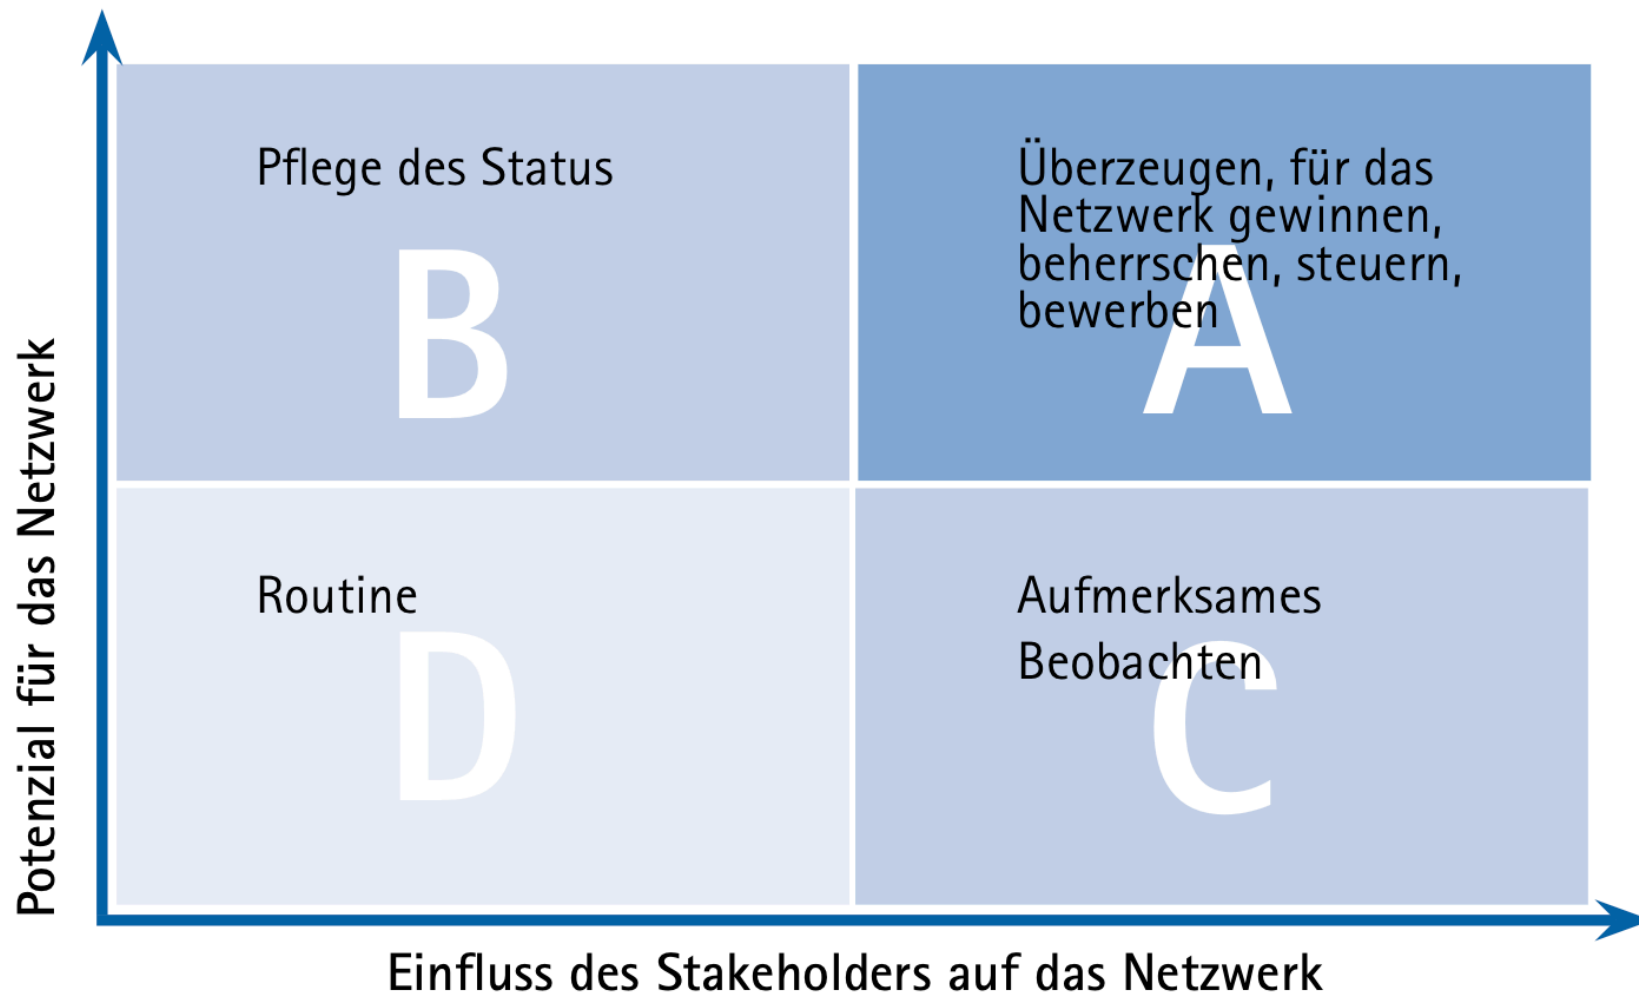 Potenzial für das Netzwerk
Pflege des Status
B
Überzeugen, für das
Netzwerk gewinnen,
beherrschen, steuern,
bewerben
A
Routine
D
Aufmerksames
Beobachten
C
Einfluss des Stakeholders auf das Netzwerk